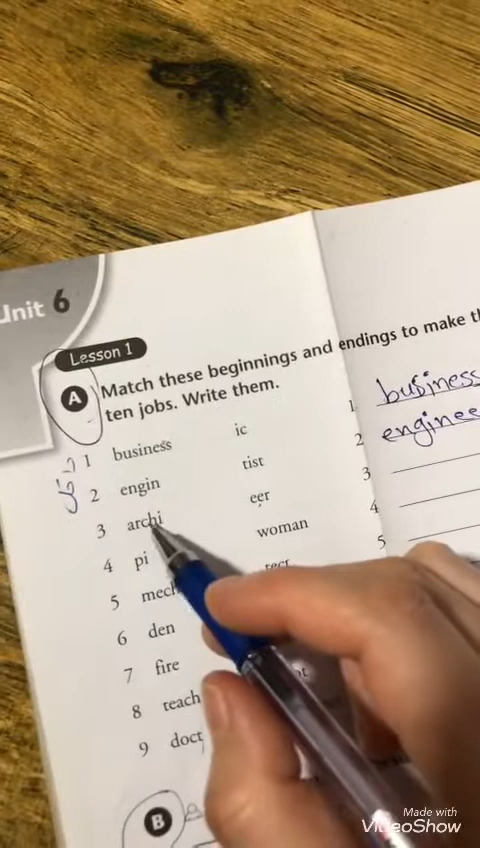 Unit 6
Lesson 1
A Match these beginnings and endings to make
ten jobs. Write them.
1 business ic 1 business
2 engin tist 2 enginee
3 archi eer 3
4 pi woman 4
5 mech 5
6 den
7 fire
8 teach
9 doct
B
Made with
VideoShow